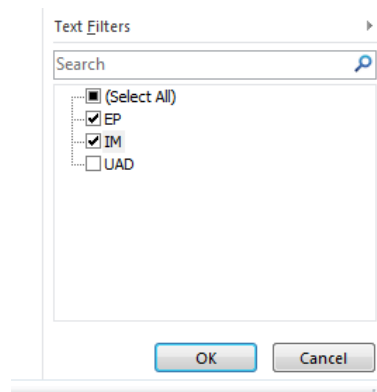 Text Filters
Search
(Select All)
EP
IM
UAD
OK Cancel